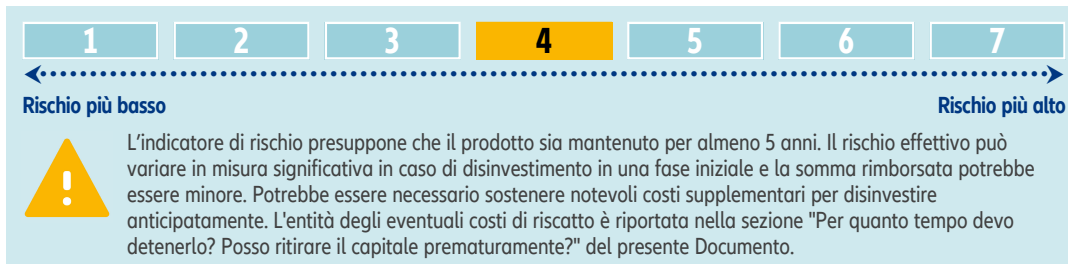 1 2 3 4 5 6 7
Rischio più basso Rischio più alto
L'indicatore di rischio presuppone che il prodotto sia mantenuto per almeno 5 anni. Il rischio effettivo può
variare in misura significativa in caso di disinvestimento in una fase iniziale e la somma rimborsata potrebbe
essere minore. Potrebbe essere necessario sostenere notevoli costi supplementari per disinvestire
anticipatamente. L'entità degli eventuali costi di riscatto è riportata nella sezione "Per quanto tempo devo
detenerlo? Posso ritirare il capitale prematuramente?" del presente Documento.